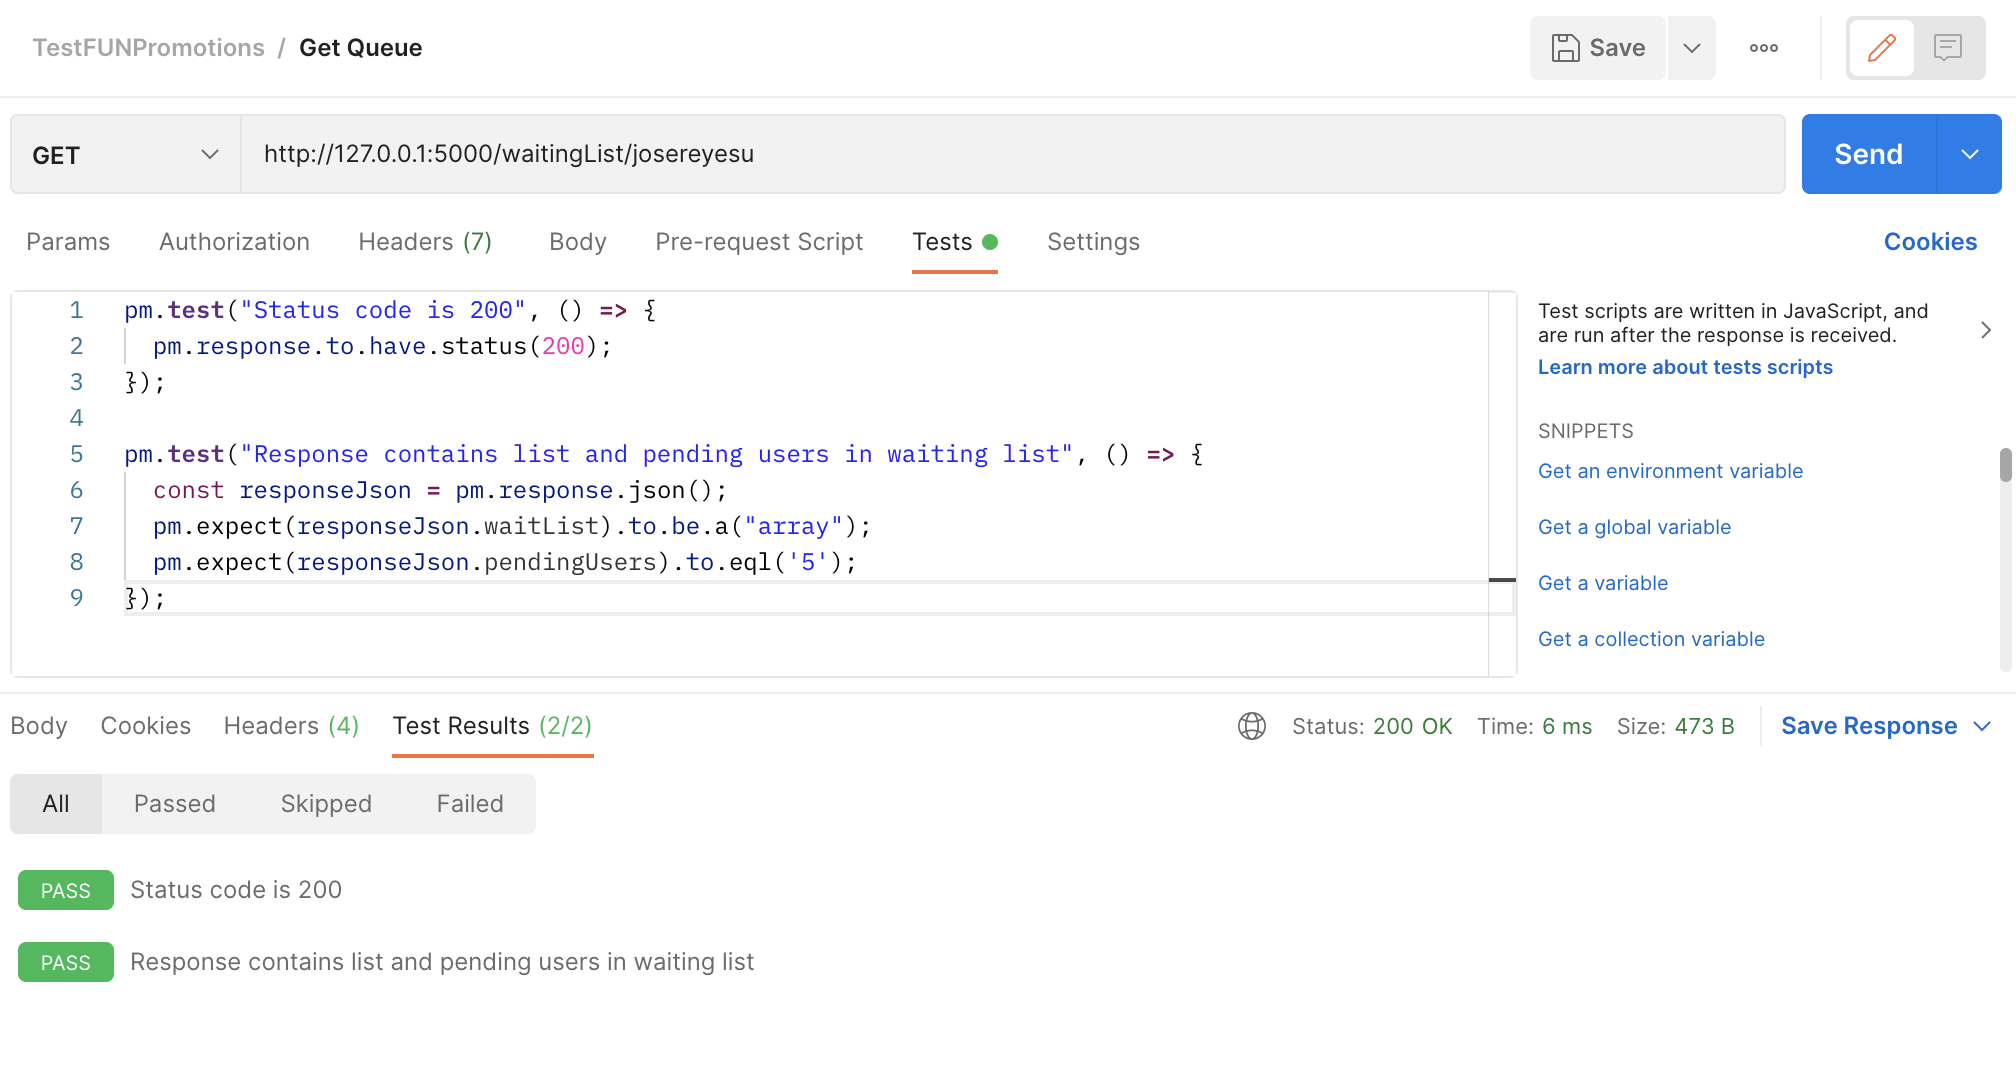 TestFUNPromotions / Get Queue
Save
GET
http://127.0.0.1:5000/waitingList/josereyesu
Send
Params Authorization Headers (7) Body Pre-request Script Tests Settings Cookies
1 pm.test("Status code is 200", () => {
2 pm.response.to.have.status(200);
3 });
4
5 pm.test("Response contains list and pending users in waiting list", () => {
6 const responseJson = pm.response.json();
7 pm.expect(responseJson.waitList).to.be.a("array");
8 pm.expect(responseJson.pendingUsers).to.eql('5');
9 });
Test scripts are written in JavaScript, and
are run after the response is received.
Learn more about tests scripts
SNIPPETS
Get an environment variable
Get a global variable
Get a variable
Get a collection variable
Body Cookies Headers (4) Test Results (2/2)
Status: 200 OK Time: 6 ms Size: 473 B Save Response
All Passed Skipped Failed
PASS Status code is 200
PASS Response contains list and pending users in waiting list